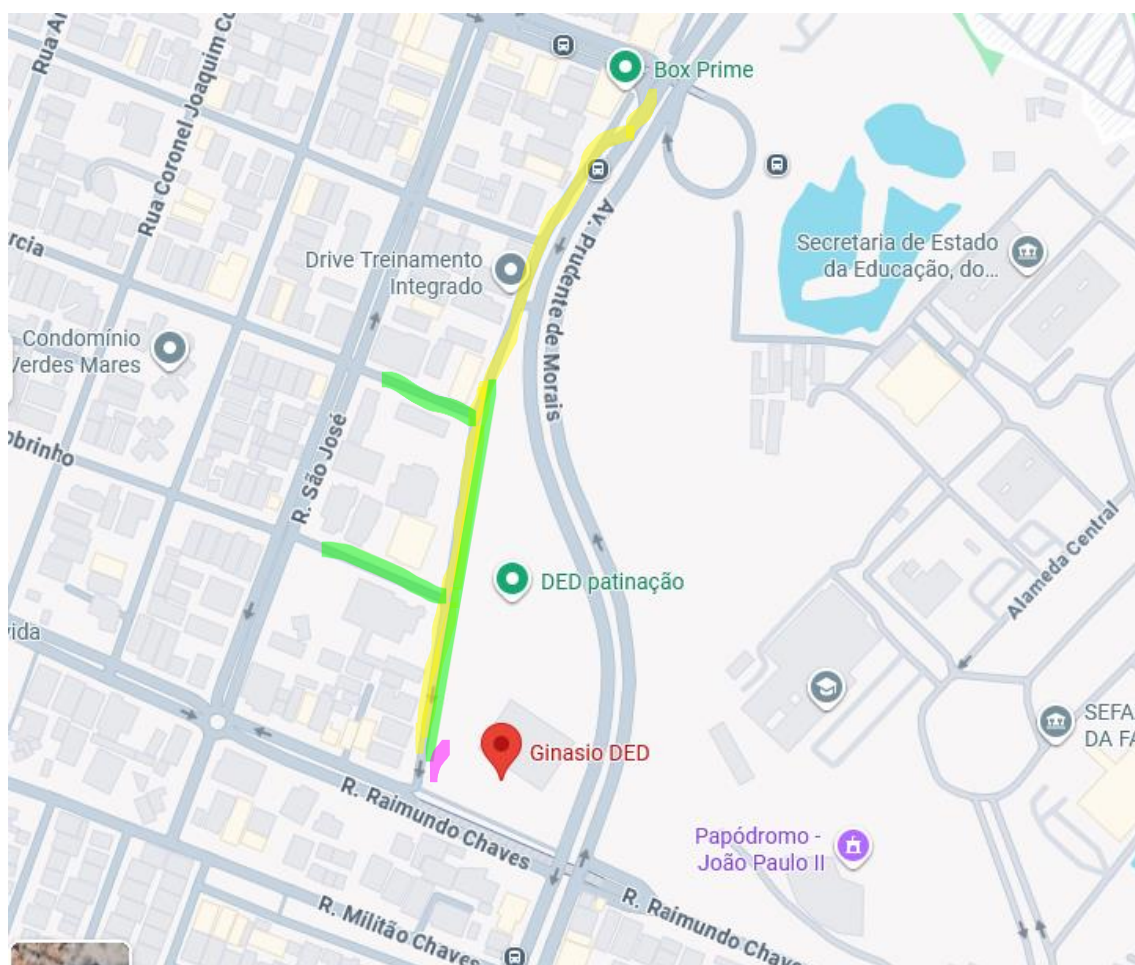 Rua Coronel Joaquim Co
Box Prime
Av. Prudente de Morais
Drive Treinamento
Integrado
Secretaria de Estado
da Educação, do...
rcia
Condomínio
Verdes Mares
obrinho
R. São José
DED patinação
Alameda Central
vida
Ginasio DED
SEFA
DA FA
R. Raimundo Chaves
Papódromo -
João Paulo II
R. Raimundo Chaves
R. Militão Chaves